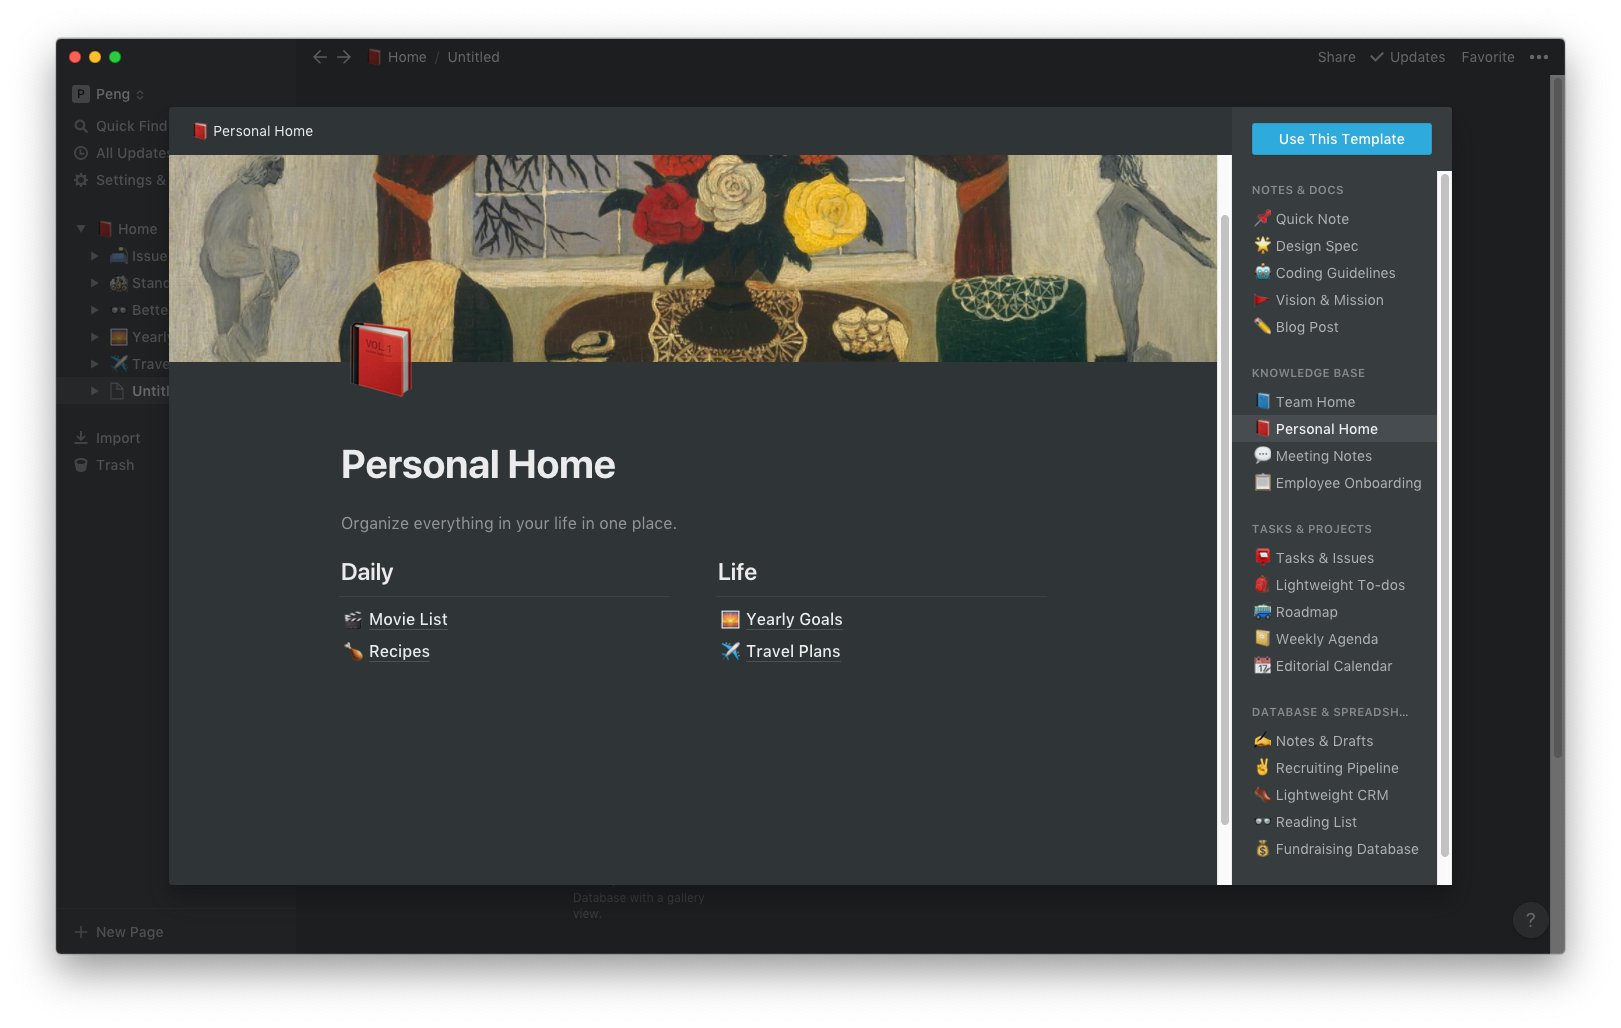 Home / Untitled
Share Updates Favorite
P Peng
Quick Find
All Updates
Settings &
Home
Issue
Stand
Bette
Yearl
Trave
Untitl
Import
Trash
New Page
Personal Home
VOL. 1
Personal Home
Organize everything in your life in one place.
Daily
Movie List
Recipes
Life
Yearly Goals
Travel Plans
Database with a gallery
view.
Use This Template
NOTES & DOCS
Quick Note
Design Spec
Coding Guidelines
Vision & Mission
Blog Post
KNOWLEDGE BASE
Team Home
Personal Home
Meeting Notes
Employee Onboarding
TASKS & PROJECTS
Tasks & Issues
Lightweight To-dos
Roadmap
Weekly Agenda
Editorial Calendar
DATABASE & SPREADSH...
Notes & Drafts
Recruiting Pipeline
Lightweight CRM
Reading List
Fundraising Database
?